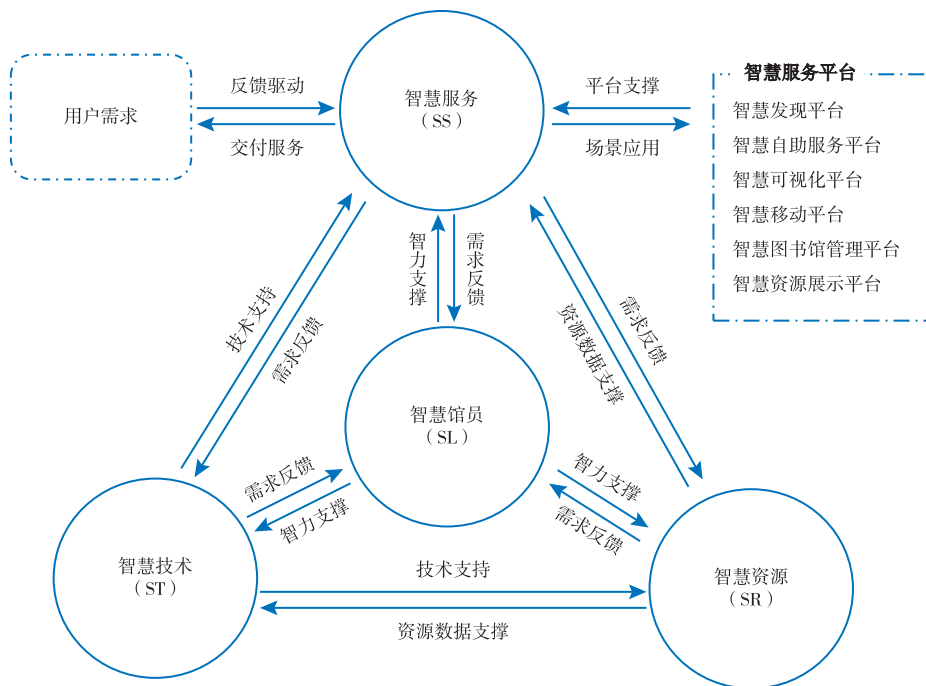 智慧服务
（SS）
用户需求
反馈驱动
交付服务
平台支撑
场景应用
智慧服务平台
智慧发现平台
智慧自助服务平台
智慧可视化平台
智慧移动平台
智慧图书馆管理平台
智慧资源展示平台
智力支撑
需求反馈
技术支持
需求反馈
需求反馈
资源数据支撑
智慧馆员
（SL）
需求反馈
智力支撑
智力支撑
需求反馈
智慧技术
（ST）
技术支持
资源数据支撑
智慧资源
（SR）